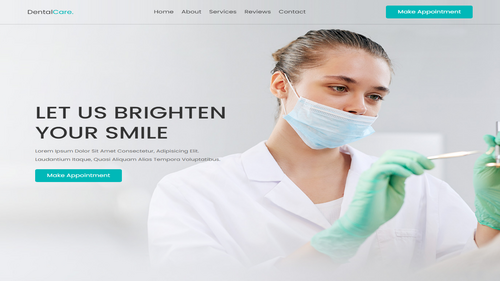 DentalCare.
Home About Services Reviews Contact
Make Appointment
LET US BRIGHTEN
YOUR SMILE
Lorem Ipsum Dolor Sit Amet Consectetur, Adipisicing Elit.
Laudantium Itaque, Quasi Aliquam Alias Tempora Voluptatibus.
Make Appointment